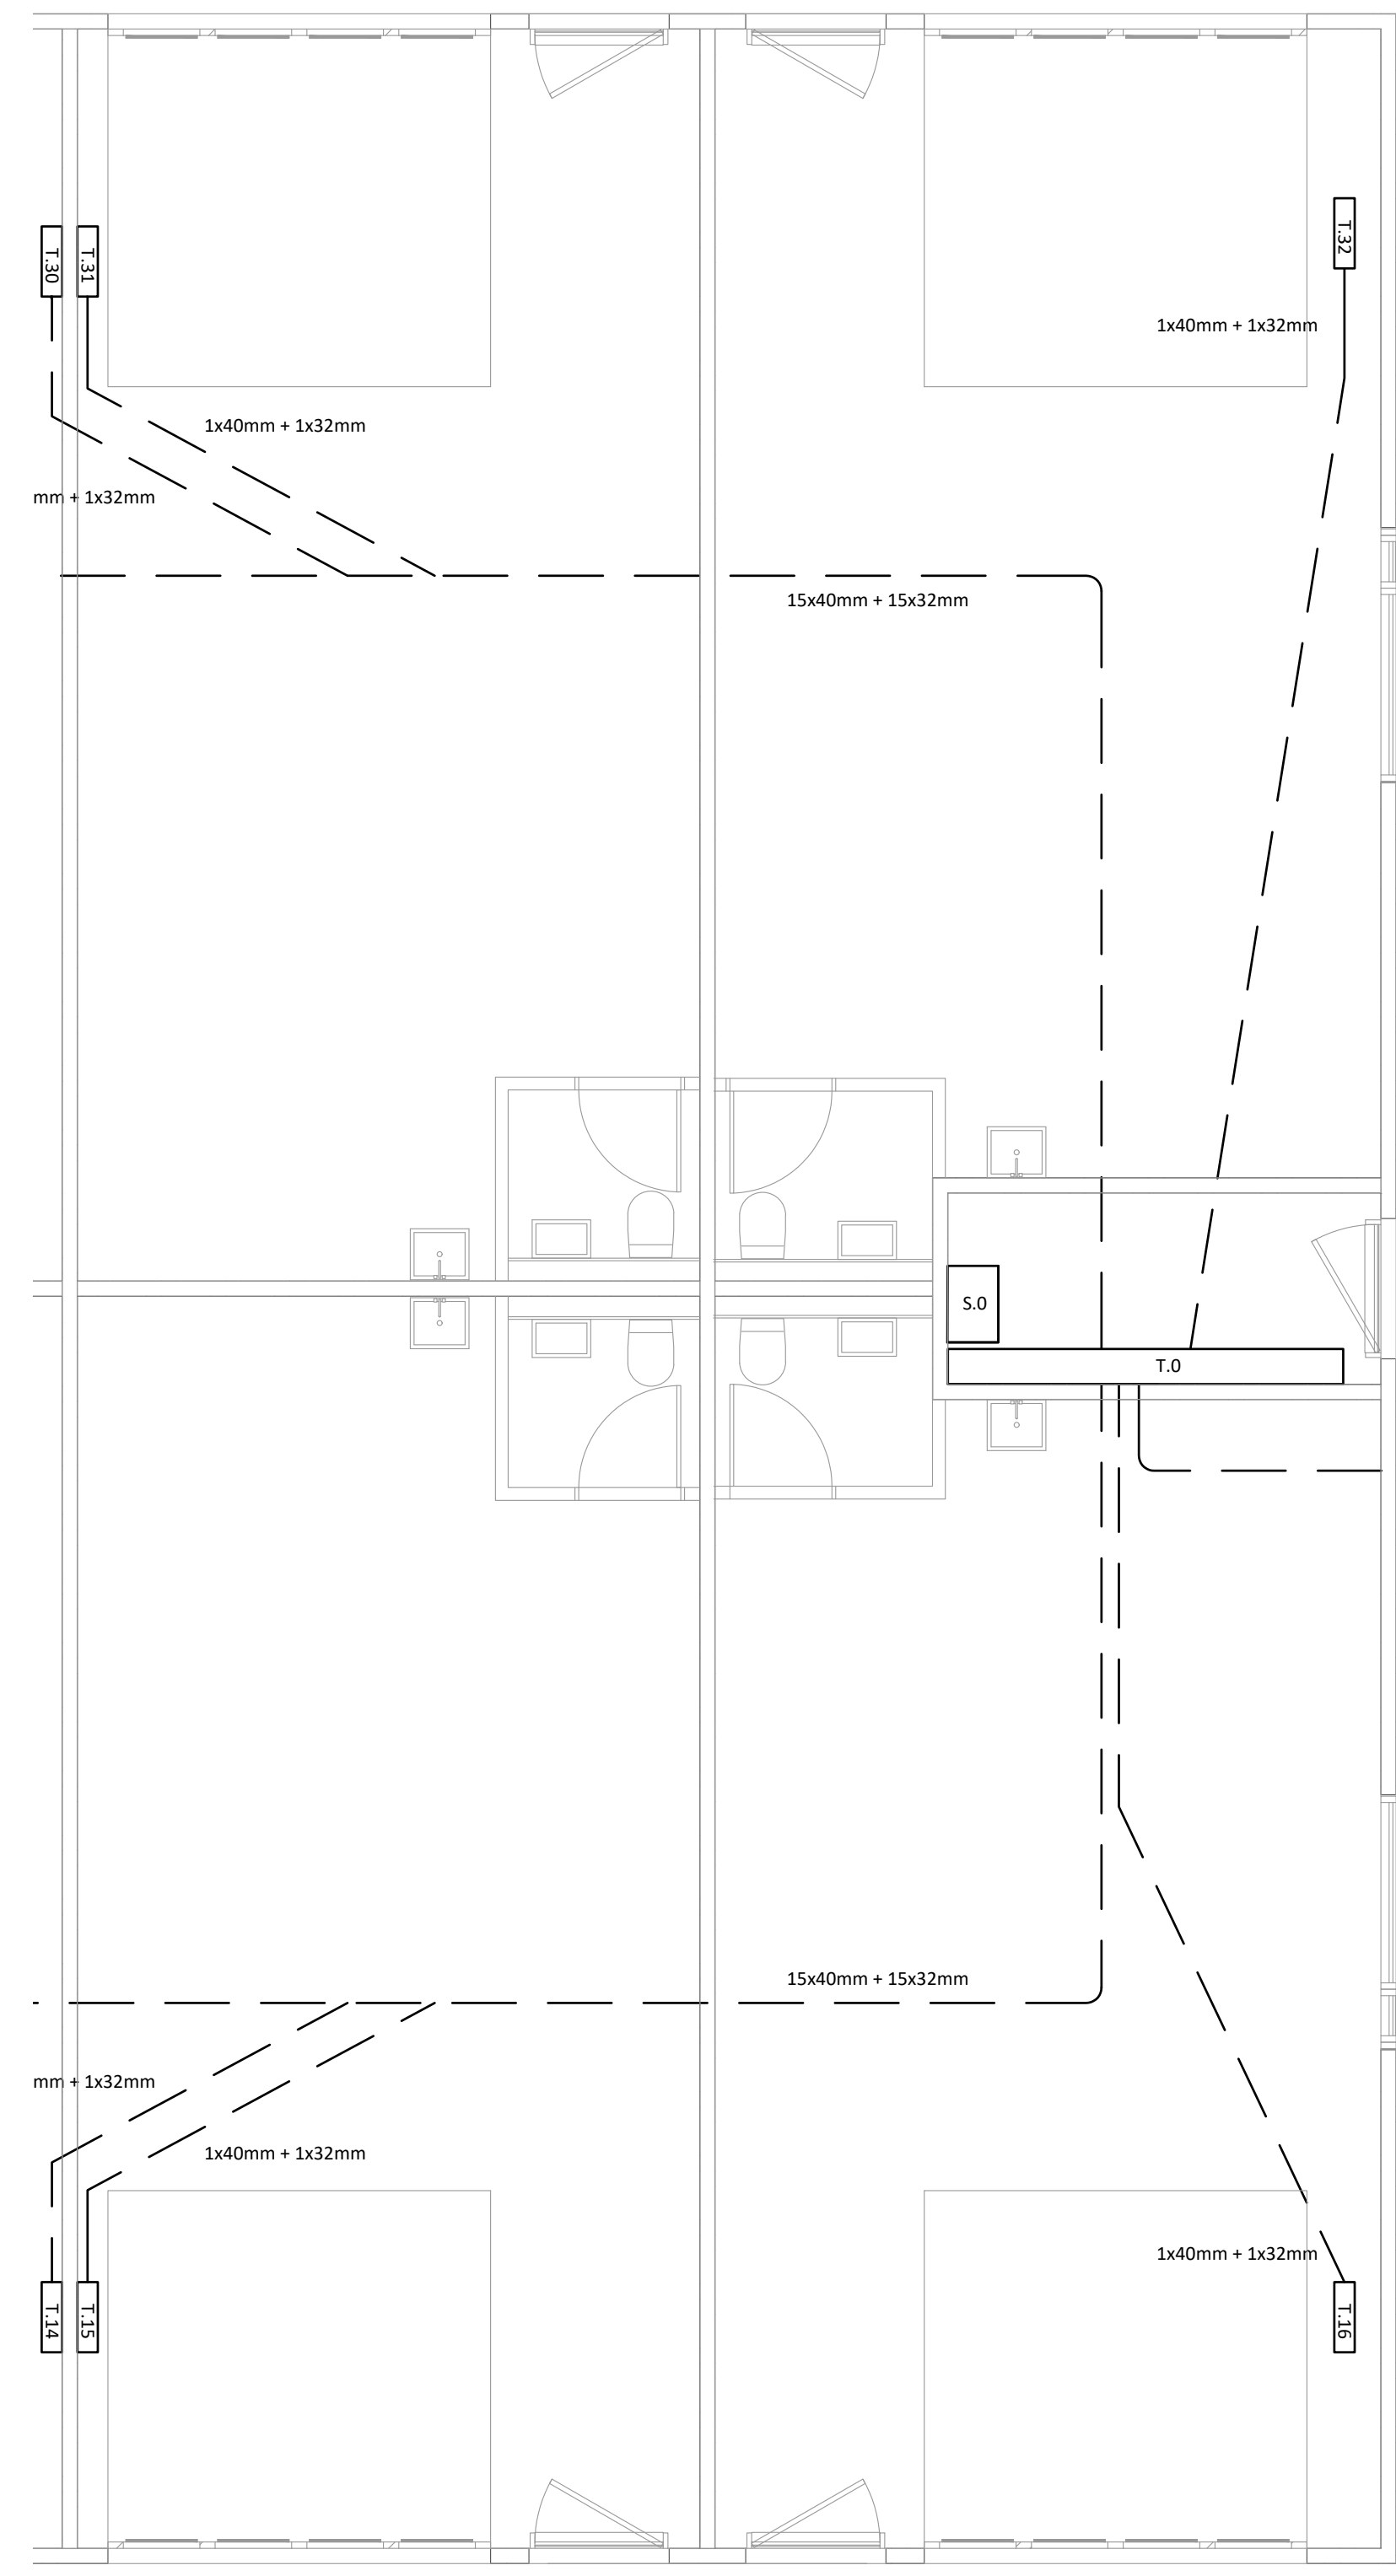 T.32
T.30
T.31
1x40mm + 1x32mm
1x40mm + 1x32mm
mm + 1x32mm
15x40mm + 15x32mm
S.0
T.0
15x40mm + 15x32mm
mm + 1x32mm
1x40mm + 1x32mm
1x40mm + 1x32mm
T.14
T.15
T.16